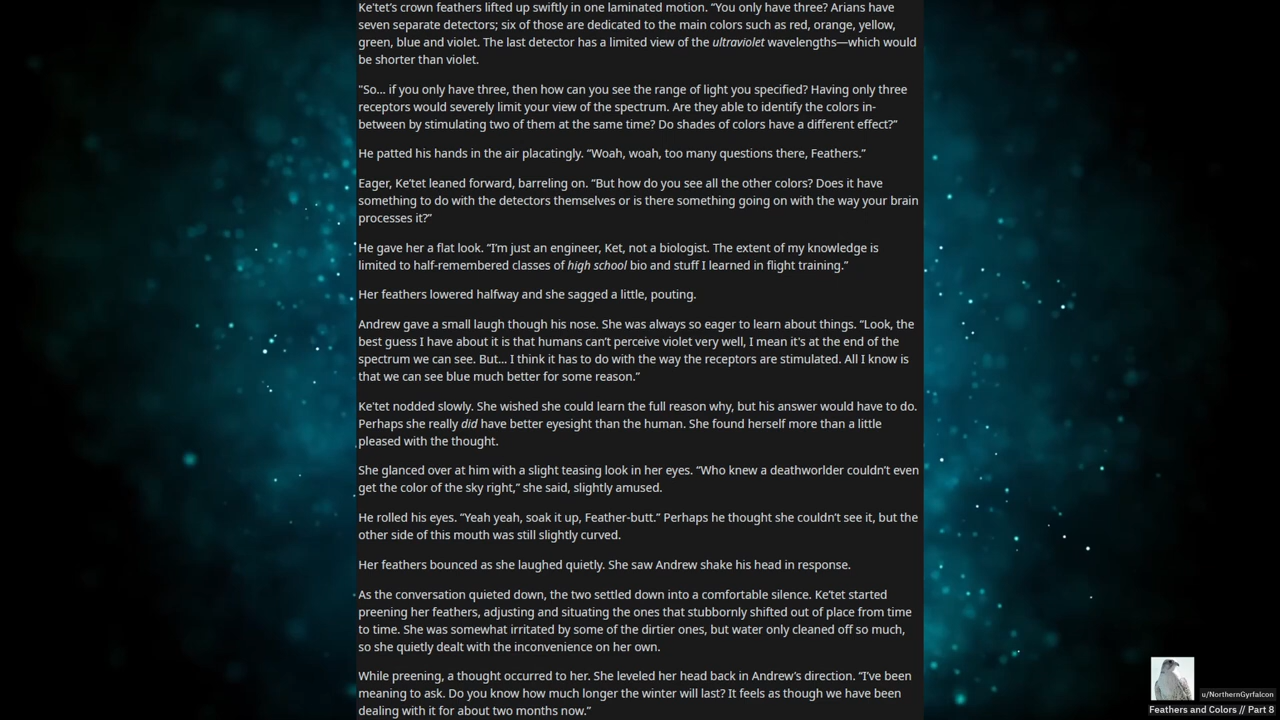 Ke'tet's crown feathers lifted up swiftly in one laminated motion. “You only have three? Arians have
seven separate detectors; six of those are dedicated to the main colors such as red, orange, yellow,
green, blue and violet. The last detector has a limited view of the ultraviolet wavelengths—which would
be shorter than violet.
"So... if you only have three, then how can you see the range of light you specified? Having only three
receptors would severely limit your view of the spectrum. Are they able to identify the colors in-
between by stimulating two of them at the same time? Do shades of colors have a different effect?”
He patted his hands in the air placatingly. “Woah, woah, too many questions there, Feathers.”
Eager, Ke’tet leaned forward, barreling on. “But how do you see all the other colors? Does it have
something to do with the detectors themselves or is there something going on with the way your brain
processes it?”
He gave her a flat look. “I’m just an engineer, Ket, not a biologist. The extent of my knowledge is
limited to half-remembered classes of high school bio and stuff I learned in flight training.”
Her feathers lowered halfway and she sagged a little, pouting.
Andrew gave a small laugh though his nose. She was always so eager to learn about things. “Look, the
best guess I have about it is that humans can’t perceive violet very well, I mean it's at the end of the
spectrum we can see. But... I think it has to do with the way the receptors are stimulated. All I know is
that we can see blue much better for some reason.”
Ke'tet nodded slowly. She wished she could learn the full reason why, but his answer would have to do.
Perhaps she really did have better eyesight than the human. She found herself more than a little
pleased with the thought.
She glanced over at him with a slight teasing look in her eyes. “Who knew a deathworlder couldn’t even
get the color of the sky right,” she said, slightly amused.
He rolled his eyes. “Yeah yeah, soak it up, Feather-butt.” Perhaps he thought she couldn’t see it, but the
other side of this mouth was still slightly curved.
Her feathers bounced as she laughed quietly. She saw Andrew shake his head in response.
As the conversation quieted down, the two settled down into a comfortable silence. Ke’tet started
preening her feathers, adjusting and situating the ones that stubbornly shifted out of place from time
to time. She was somewhat irritated by some of the dirtier ones, but water only cleaned off so much,
so she quietly dealt with the inconvenience on her own.
While preening, a thought occurred to her. She leveled her head back in Andrew’s direction. “I’ve been
meaning to ask. Do you know how much longer the winter will last? It feels as though we have been
dealing with it for about two months now.”
u/NorthernGyrfalcon
Feathers and Colors // Part 8